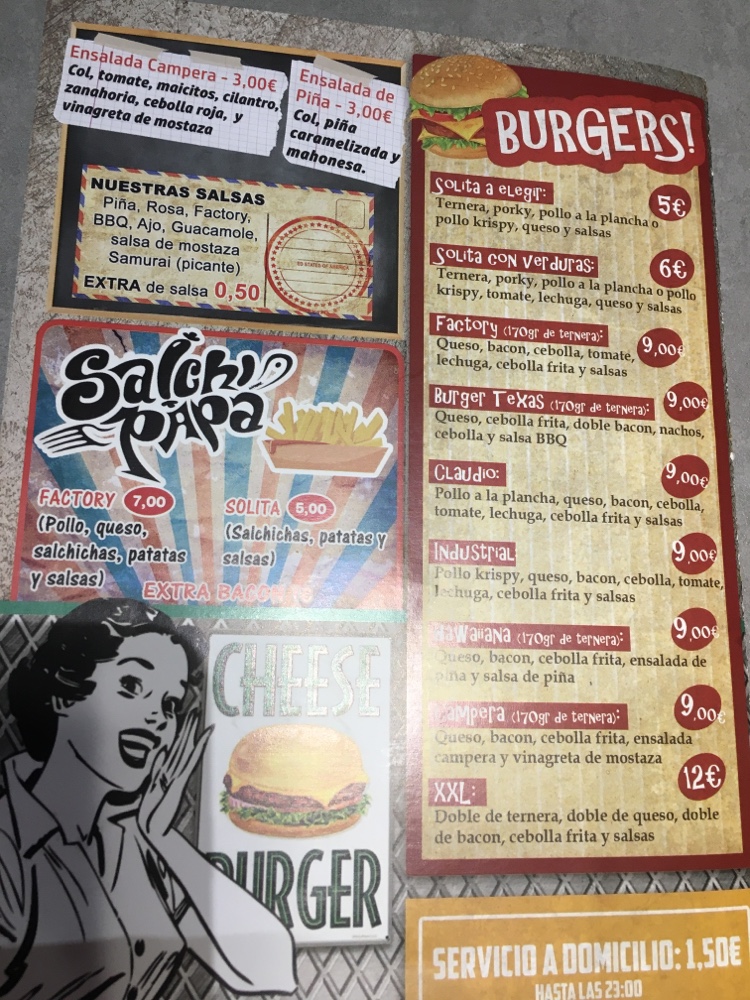 Ensalada Campera - 3,00€
Col, tomate, maicitos, cilantro,
zanahoria, cebolla roja, y
vinagreta de mostaza
Ensalada de
Piña - 3,00€
Col, piña
caramelizada y
mahonesa.
NUESTRAS SALSAS
Piña, Rosa, Factory,
BBQ, Ajo, Guacamole,
salsa de mostaza
Samurai (picante)
EXTRA de salsa 0,50
Salchi
PAPA
FACTORY 7,00
(Pollo, queso,
salchichas, patatas
y salsas)
SOLITA 5,00
(Salchichas, patatas y
salsas)
EXTRA
CHEESE
BURGER
BURGERS!
Solita a elegir: 5€
Ternera, porky, pollo a la plancha o
pollo krispy, queso y salsas
Solita con verduras: 6€
Ternera, porky, pollo a la plancha o pollo
krispy, tomate, lechuga, queso y salsas
Factory (170gr de ternera): 9,00€
Queso, bacon, cebolla, tomate,
lechuga, cebolla frita y salsas
Burger Texas (170gr de ternera): 9,00€
Queso, cebolla frita, doble bacon, nachos,
cebolla y salsa BBQ
Claudio: 9,00€
Pollo a la plancha, queso, bacon, cebolla,
tomate, lechuga, cebolla frita y salsas
Industrial 9,00€
Pollo krispy, queso, bacon, cebolla, tomate,
lechuga, cebolla frita y salsas
Hawaiiana (170gr de ternera): 9,00€
Queso, bacon, cebolla frita, ensalada de
piña y salsa de piña
Campera (170gr de ternera): 9,00€
Queso, bacon, cebolla frita, ensalada
campera y vinagreta de mostaza
XXL: 12€
Doble de ternera, doble de queso, doble
de bacon, cebolla frita y salsas
SERVICIO A DOMICILIO: 1,50€
HASTA LAS 23:00